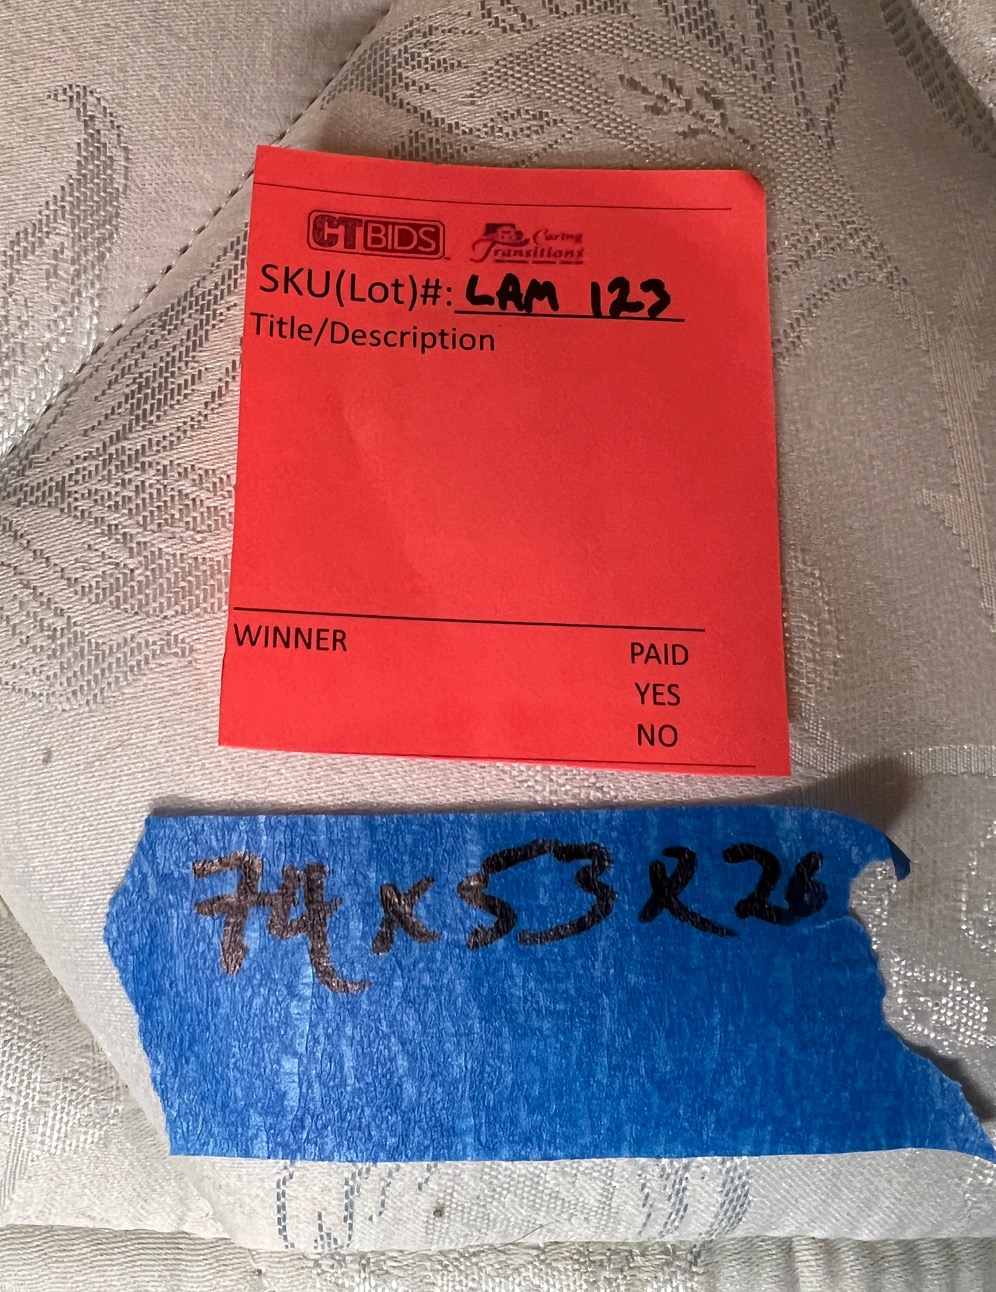 CTBIDS Caring Transitions
SKU(Lot)#: LAM 123
Title/Description
WINNER PAID
YES
NO
74 x 53 x 26